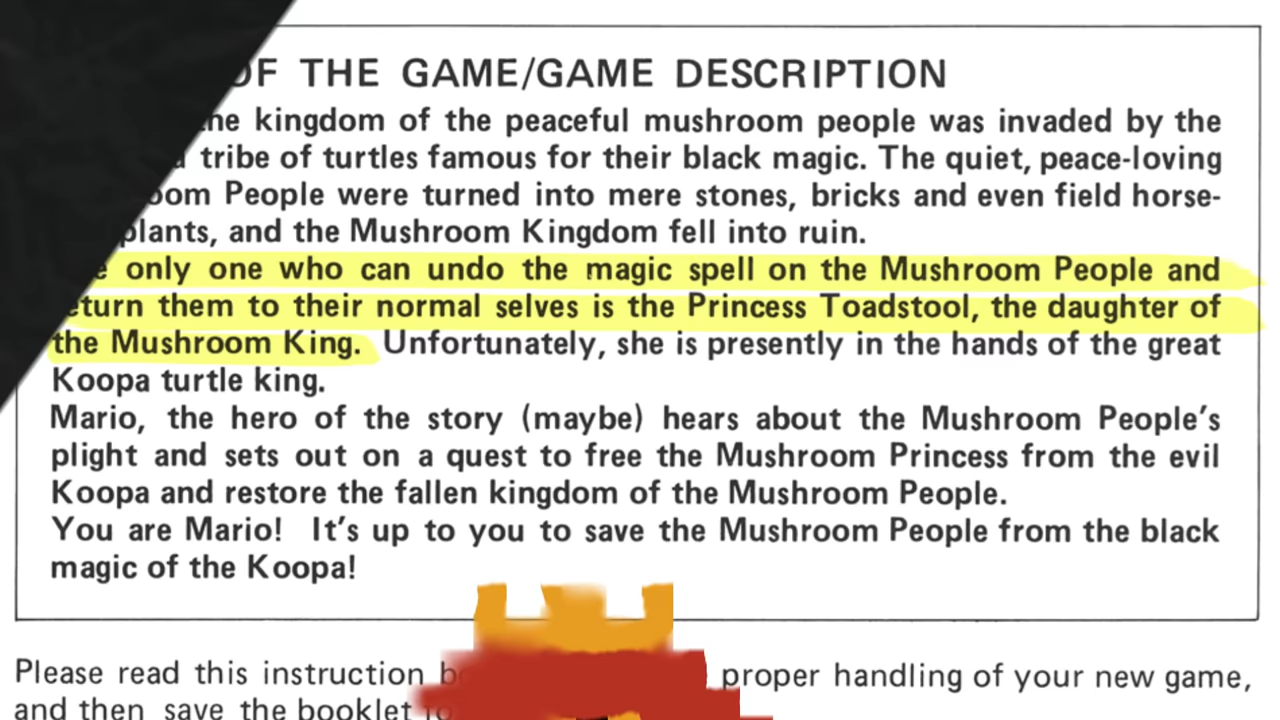 OF THE GAME/GAME DESCRIPTION
the kingdom of the peaceful mushroom people was invaded by the
tribe of turtles famous for their black magic. The quiet, peace-loving
People were turned into mere stones, bricks and even field horse-
plants, and the Mushroom Kingdom fell into ruin.
only one who can undo the magic spell on the Mushroom People and
return them to their normal selves is the Princess Toadstool, the daughter of
the Mushroom King. Unfortunately, she is presently in the hands of the great
Koopa turtle king.
Mario, the hero of the story (maybe) hears about the Mushroom People's
plight and sets out on a quest to free the Mushroom Princess from the evil
Koopa and restore the fallen kingdom of the Mushroom People.
You are Mario! It's up to you to save the Mushroom People from the black
magic of the Koopa!
Please read this instruction proper handling of your new game,
and then save the booklet